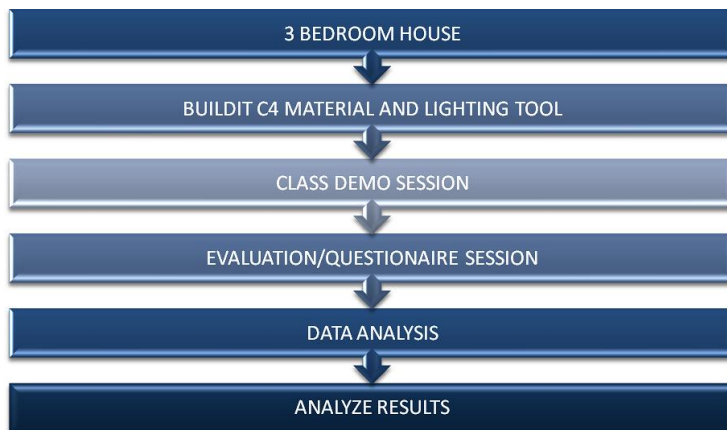 3 BEDROOM HOUSE
BUILDIT C4 MATERIAL AND LIGHTING TOOL
CLASS DEMO SESSION
EVALUATION/QUESTIONAIRE SESSION
DATA ANALYSIS
ANALYZE RESULTS